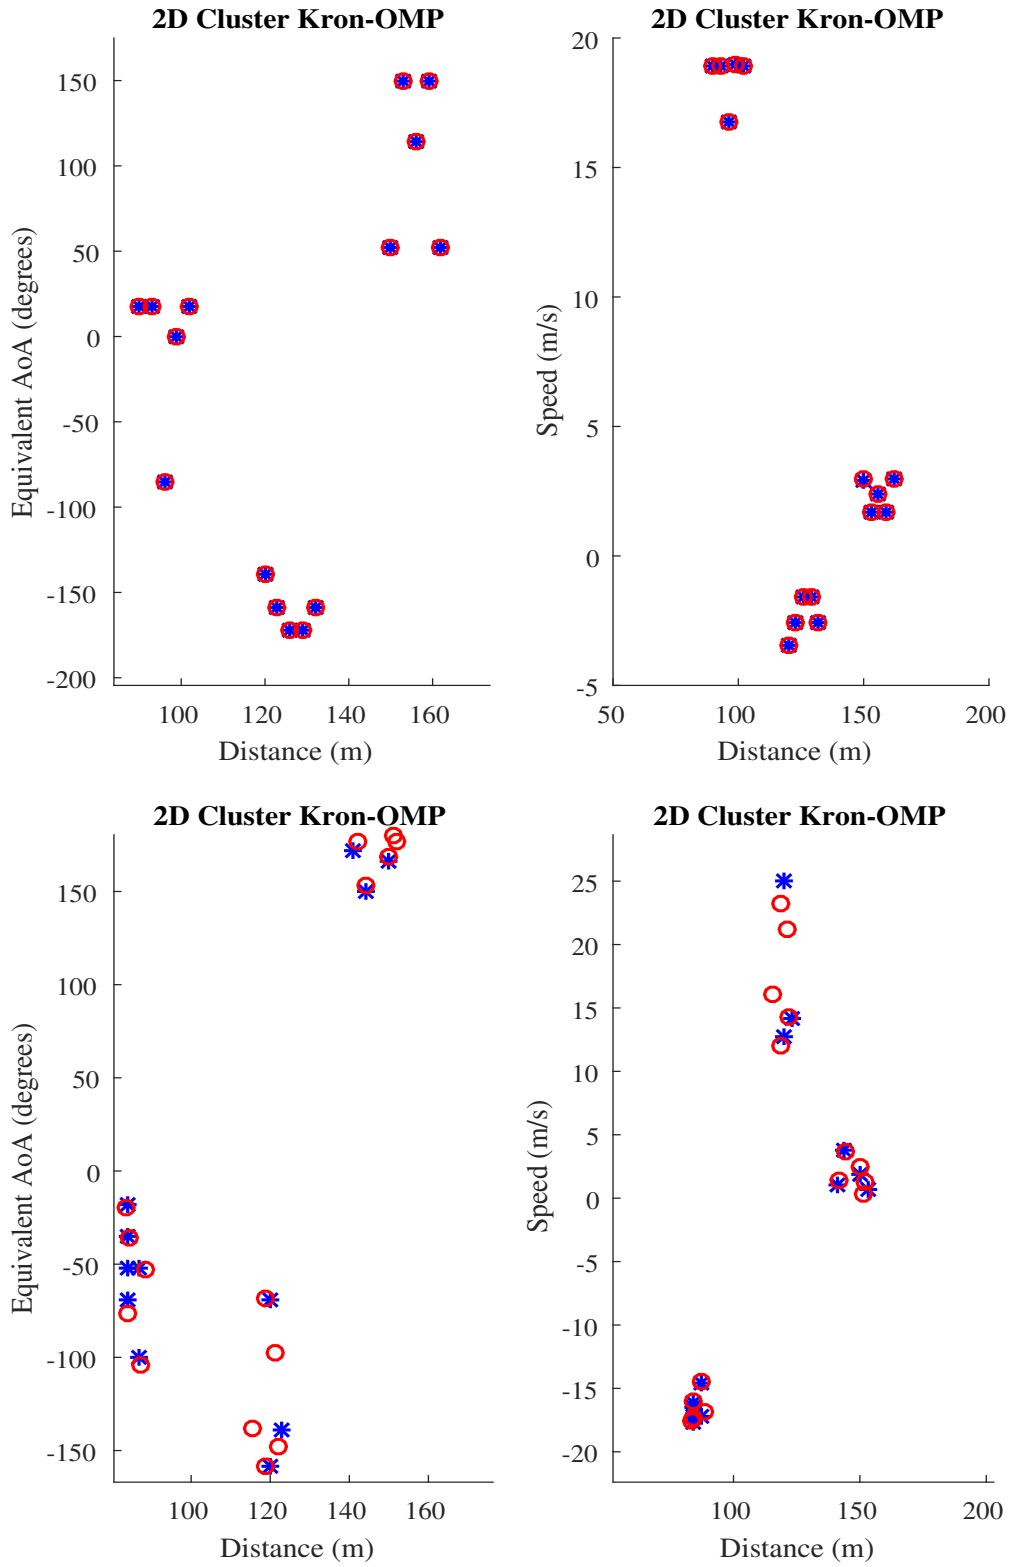 2D Cluster Kron-OMP
150
100
50
0
-50
-100
-150
-200
100 120 140 160
Equivalent AoA (degrees)
Distance (m)
2D Cluster Kron-OMP
20
15
10
5
0
-5
50 100 150 200
Speed (m/s)
Distance (m)
2D Cluster Kron-OMP
150
100
50
0
-50
-100
-150
100 120 140 160
Equivalent AoA (degrees)
Distance (m)
2D Cluster Kron-OMP
25
20
15
10
5
0
-5
-10
-15
-20
100 150 200
Speed (m/s)
Distance (m)